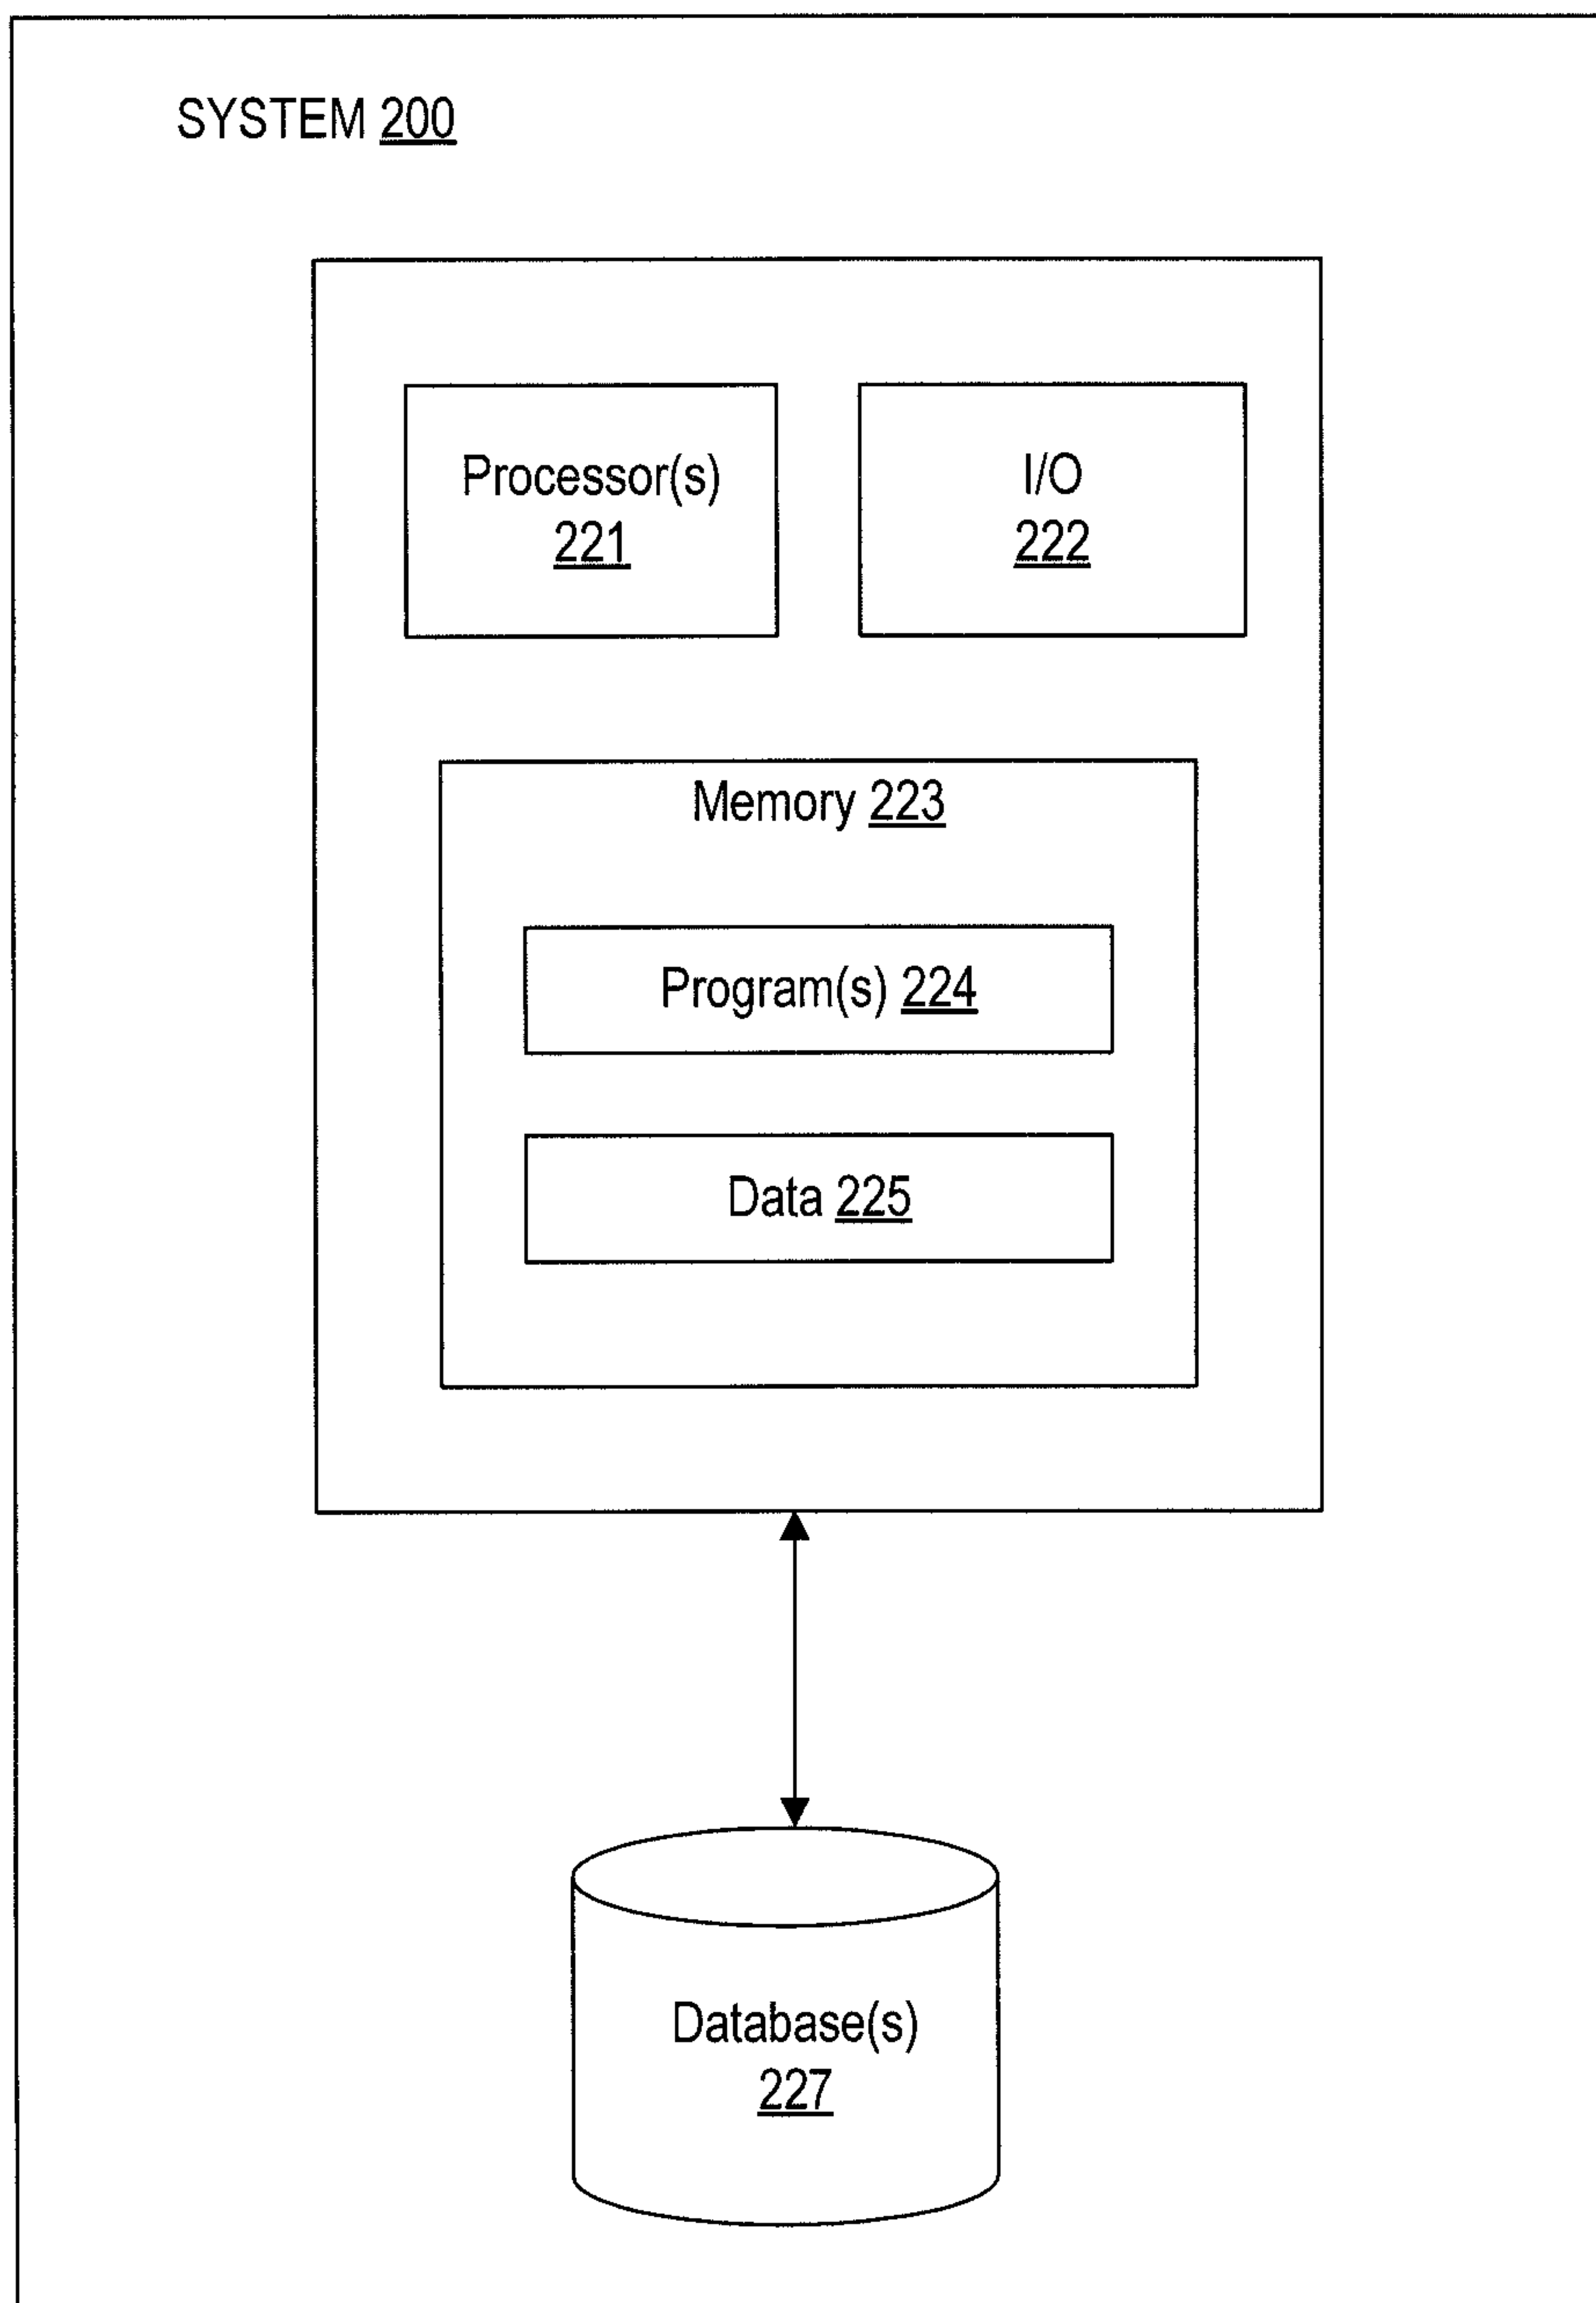 SYSTEM 200
Processor(s)
221
I/O
222
Memory 223
Program(s) 224
Data 225
Database(s)
227